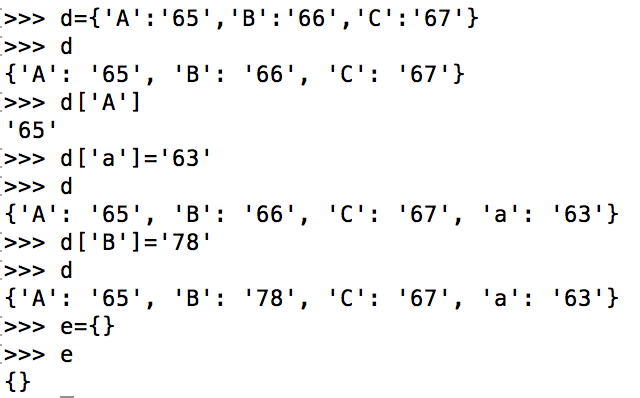 >>> d={'A':'65','B':'66','C':'67'}
>>> d
{'A': '65', 'B': '66', 'C': '67'}
>>> d['A']
'65'
>>> d['a']='63'
>>> d
{'A': '65', 'B': '66', 'C': '67', 'a': '63'}
>>> d['B']='78'
>>> d
{'A': '65', 'B': '78', 'C': '67', 'a': '63'}
>>> e={}
>>> e
{}